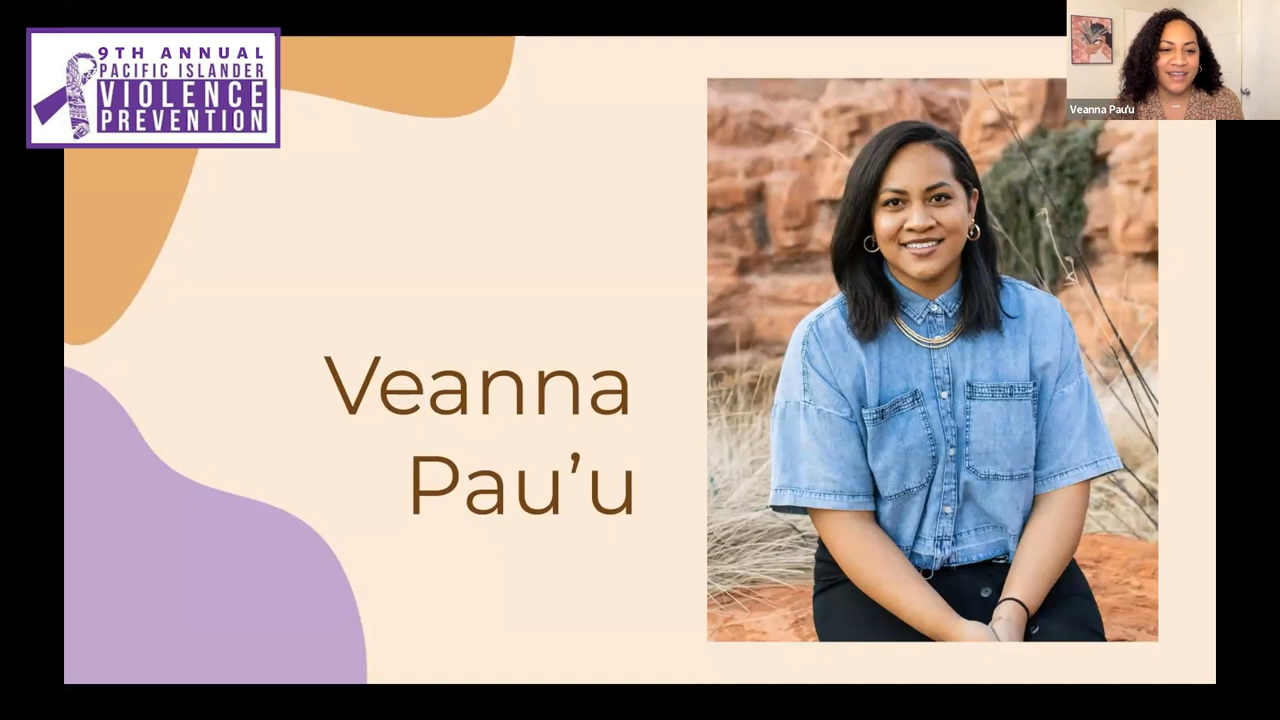 9TH ANNUAL
PACIFIC ISLANDER
VIOLENCE
PREVENTION
Veanna Pau'u
Veanna
Pau’u